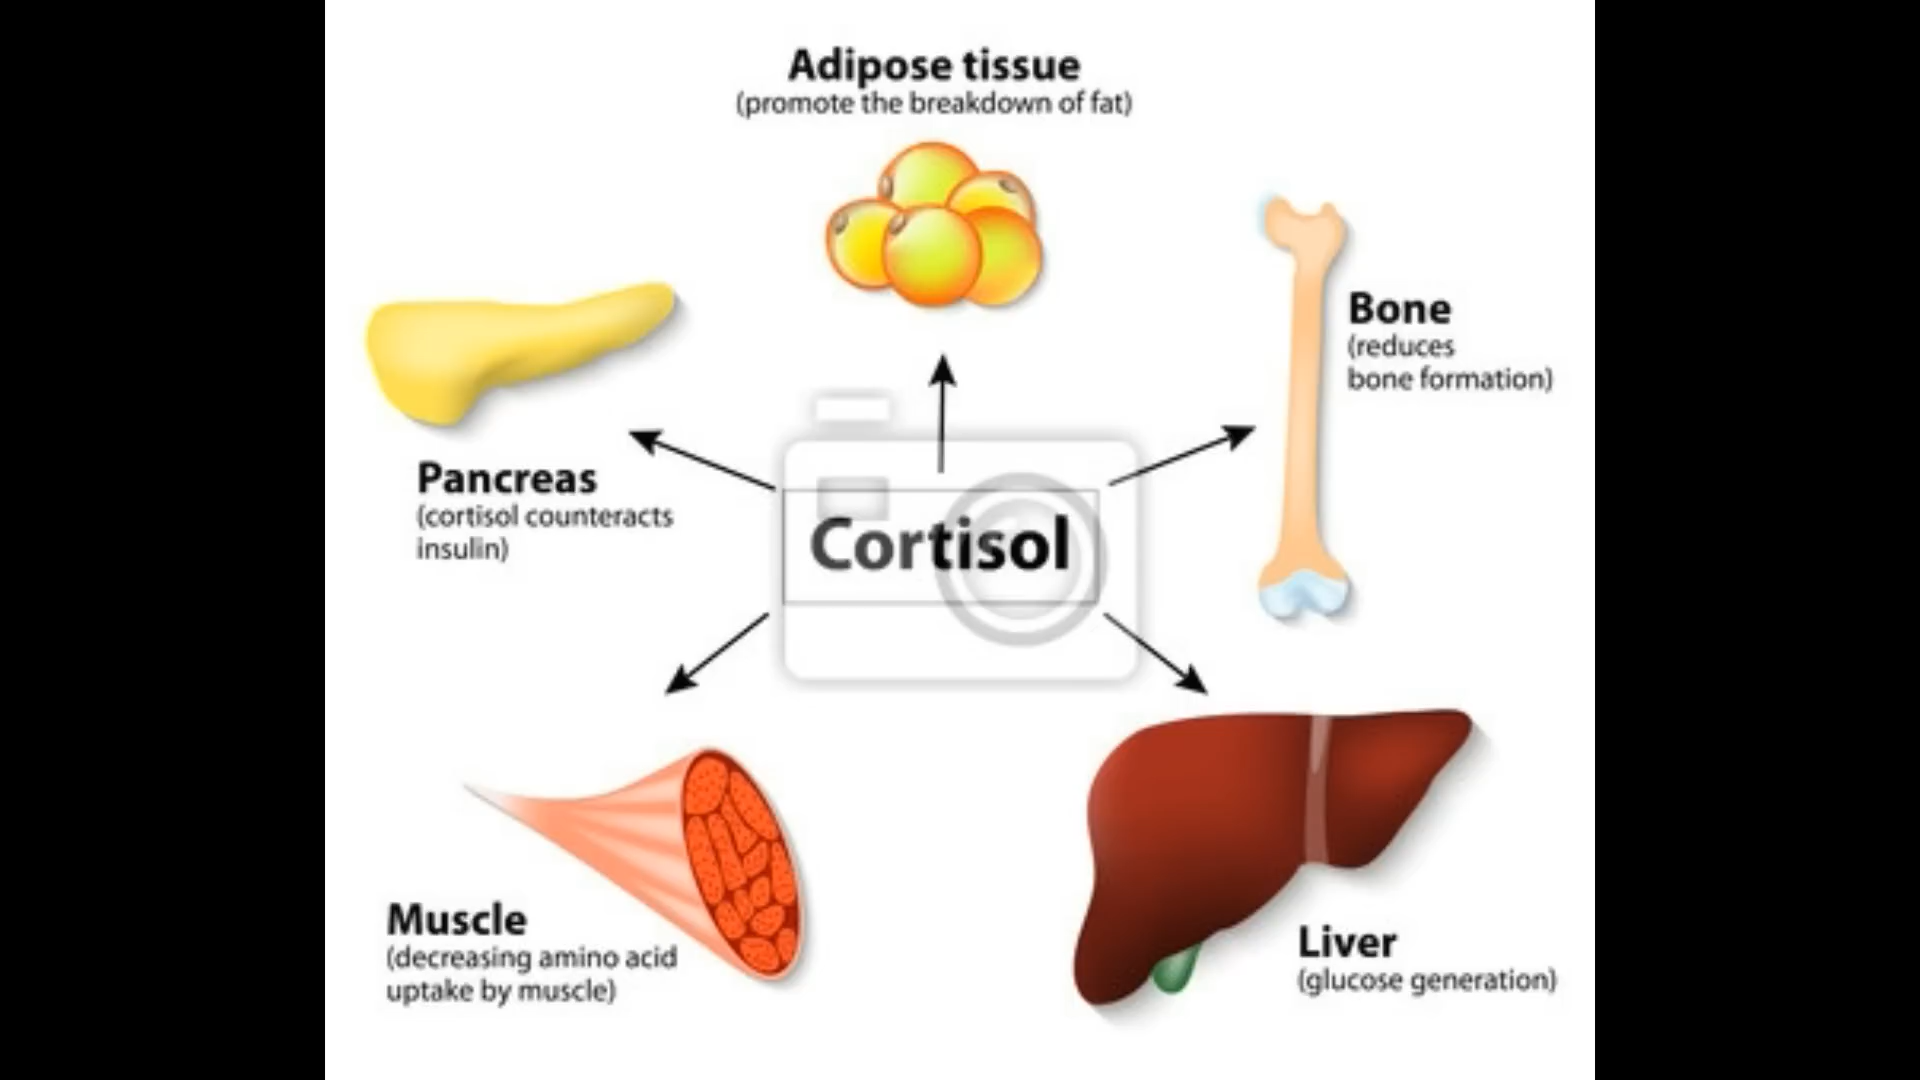 Adipose tissue
(promote the breakdown of fat)
Bone
(reduces
bone formation)
Pancreas
(cortisol counteracts
insulin)
Cortisol
Muscle
(decreasing amino acid
uptake by muscle)
Liver
(glucose generation)